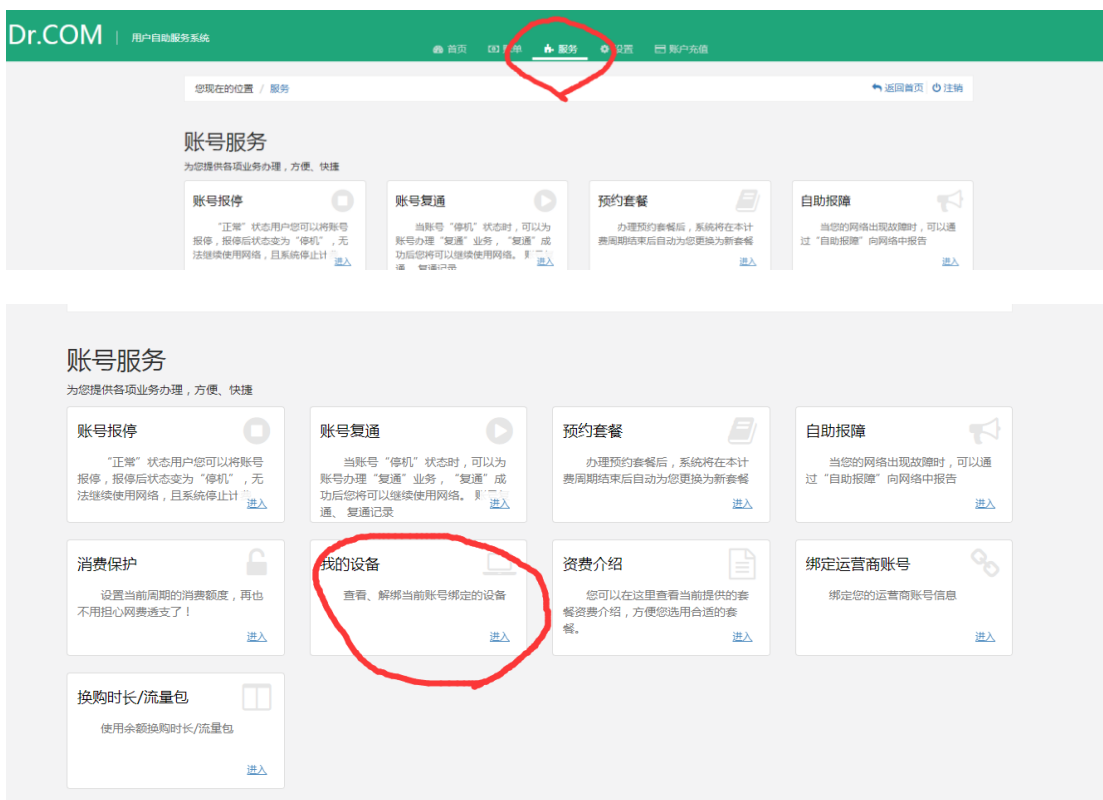 Dr.COM | 用户自助服务系统
首页 账单 服务 设置 账户充值
您现在的位置 / 服务 返回首页 注销
账号服务
为您提供各项业务办理，方便、快捷
账号报停
“正常”状态用户您可以将账号
报停，报停后状态变为“停机”，无
法继续使用网络，且系统停止计
进入
账号复通
当账号“停机”状态时，可以为
账号办理“复通”业务，“复通”成
功后您将可以继续使用网络。
通、 复通记录
进入
预约套餐
办理预约套餐后，系统将在本计
费周期结束后自动为您更换为新套餐
进入
自助报障
当您的网络出现故障时，可以通
过“自助报障”向网络中报告
进入
账号服务
为您提供各项业务办理，方便、快捷
账号报停
“正常”状态用户您可以将账号
报停，报停后状态变为“停机”，无
法继续使用网络，且系统停止计
进入
账号复通
当账号“停机”状态时，可以为
账号办理“复通”业务，“复通”成
功后您将可以继续使用网络。
通、 复通记录
进入
预约套餐
办理预约套餐后，系统将在本计
费周期结束后自动为您更换为新套餐
进入
自助报障
当您的网络出现故障时，可以通
过“自助报障”向网络中报告
进入
消费保护
设置当前周期的消费额度，再也
不用担心网费透支了！
进入
我的设备
查看、解绑当前账号绑定的设备
进入
资费介绍
您可以在这里查看当前提供的套
餐资费介绍，方便您选用合适的套
餐。
进入
绑定运营商账号
绑定您的运营商账号信息
进入
换购时长/流量包
使用余额换购时长/流量包
进入